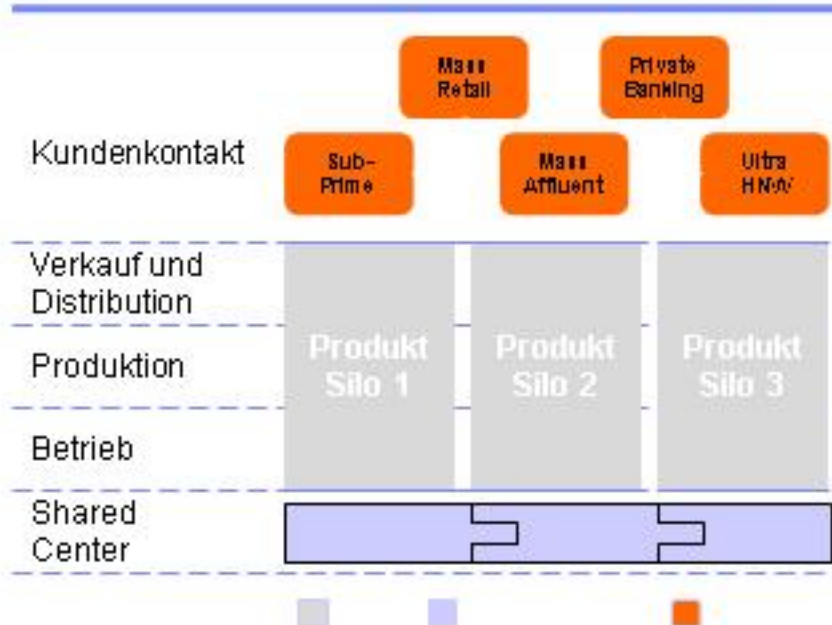 Mass
Retail
Private
Banking
Kundenkontakt
Sub-
Prime
Mass
Affluent
Ultra
HNW
Verkauf und
Distribution
Produkt
Silo 1
Produkt
Silo 2
Produkt
Silo 3
Produktion
Betrieb
Shared
Center